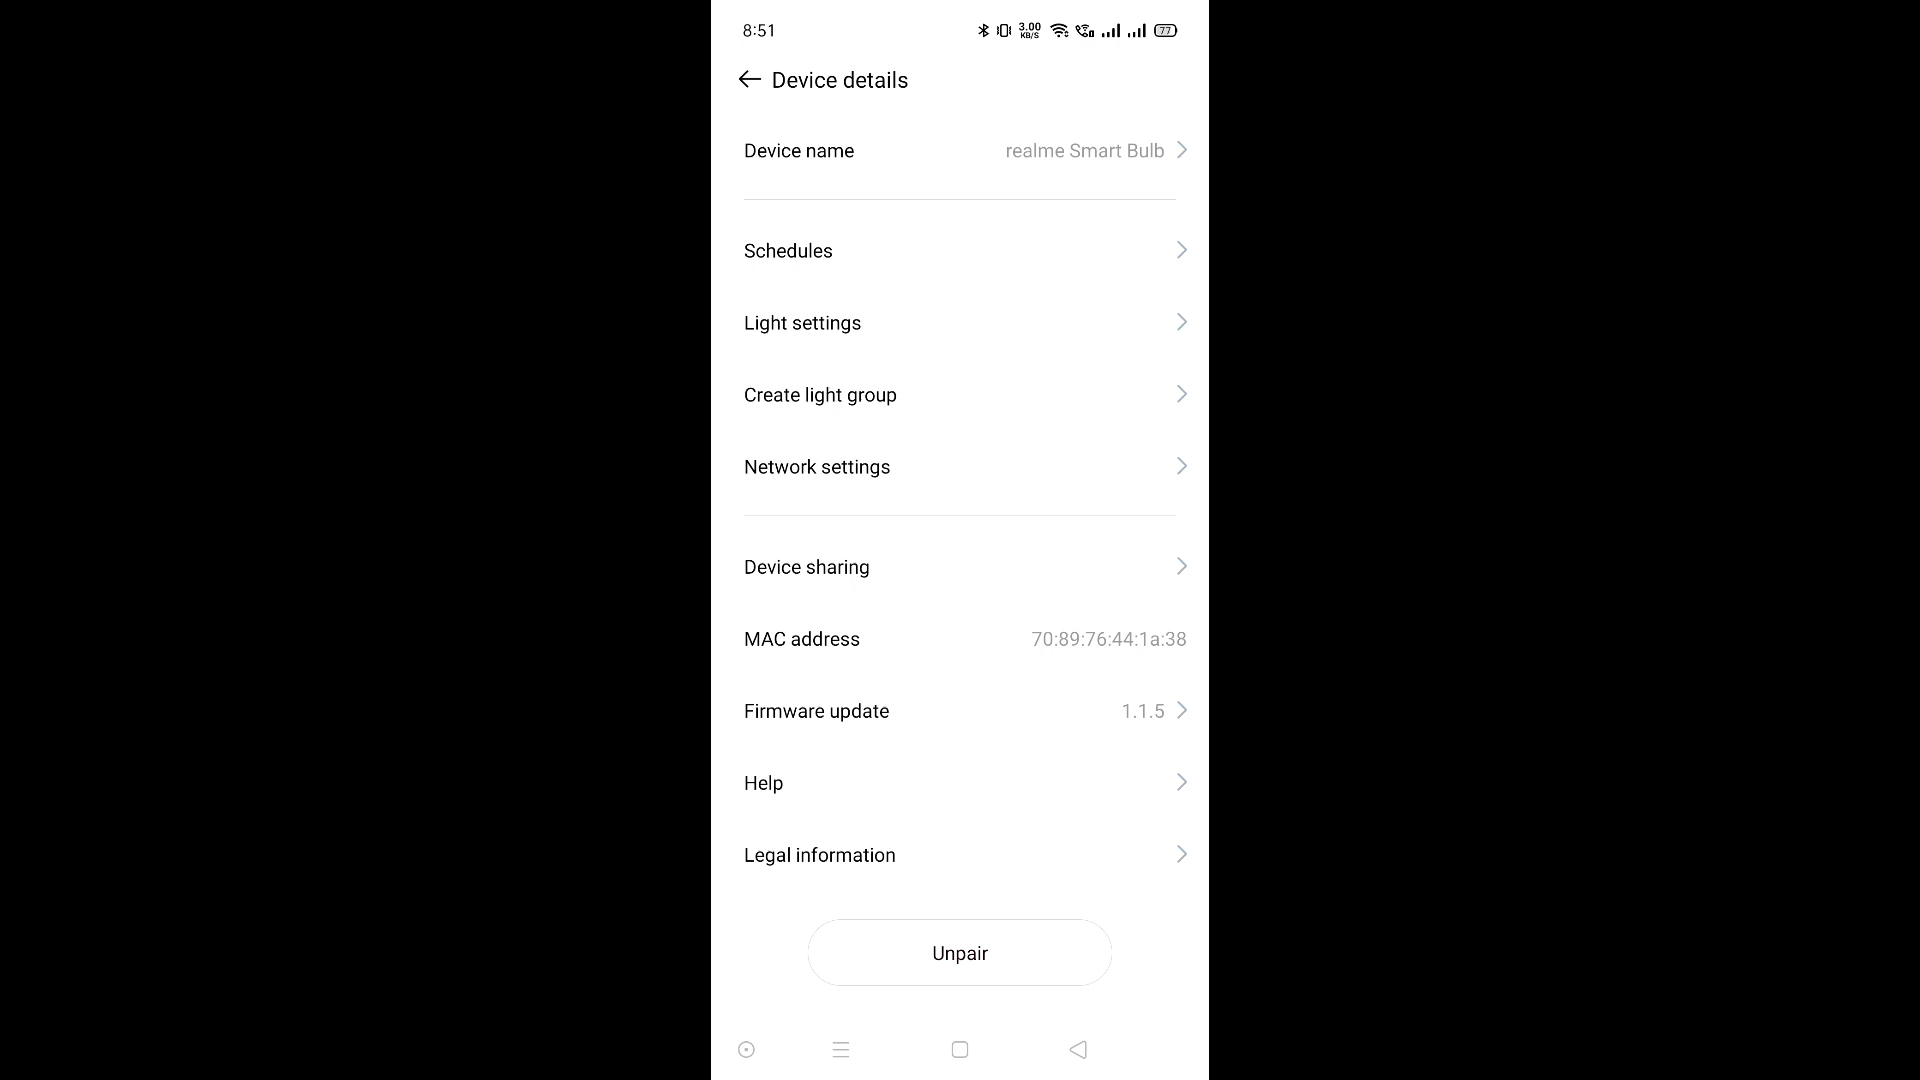 8:51 3.00 KB/S 77
Device details
Device name realme Smart Bulb
Schedules
Light settings
Create light group
Network settings
Device sharing
MAC address 70:89:76:44:1a:38
Firmware update 1.1.5
Help
Legal information
Unpair